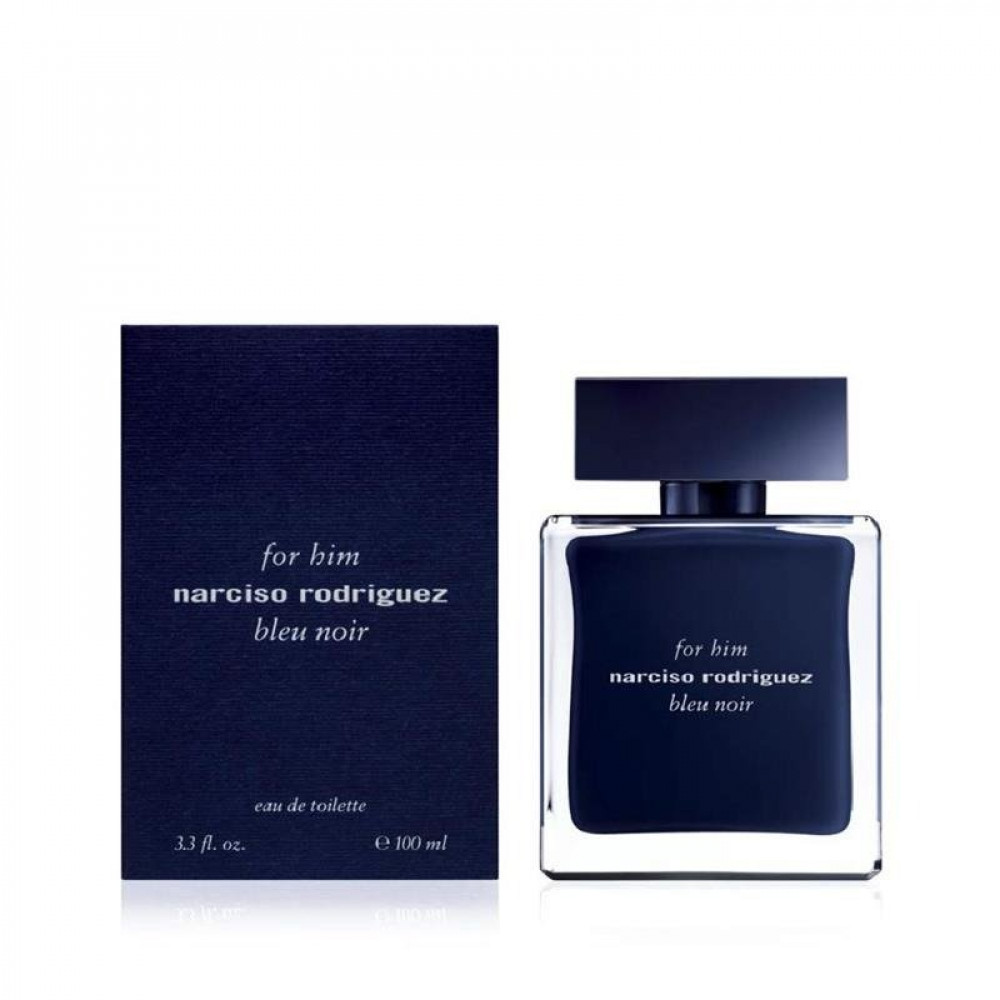 for him
narciso rodriguez
bleu noir
eau de toilette
3.3 fl. oz. ℮ 100 ml
for him
narciso rodriguez
bleu noir